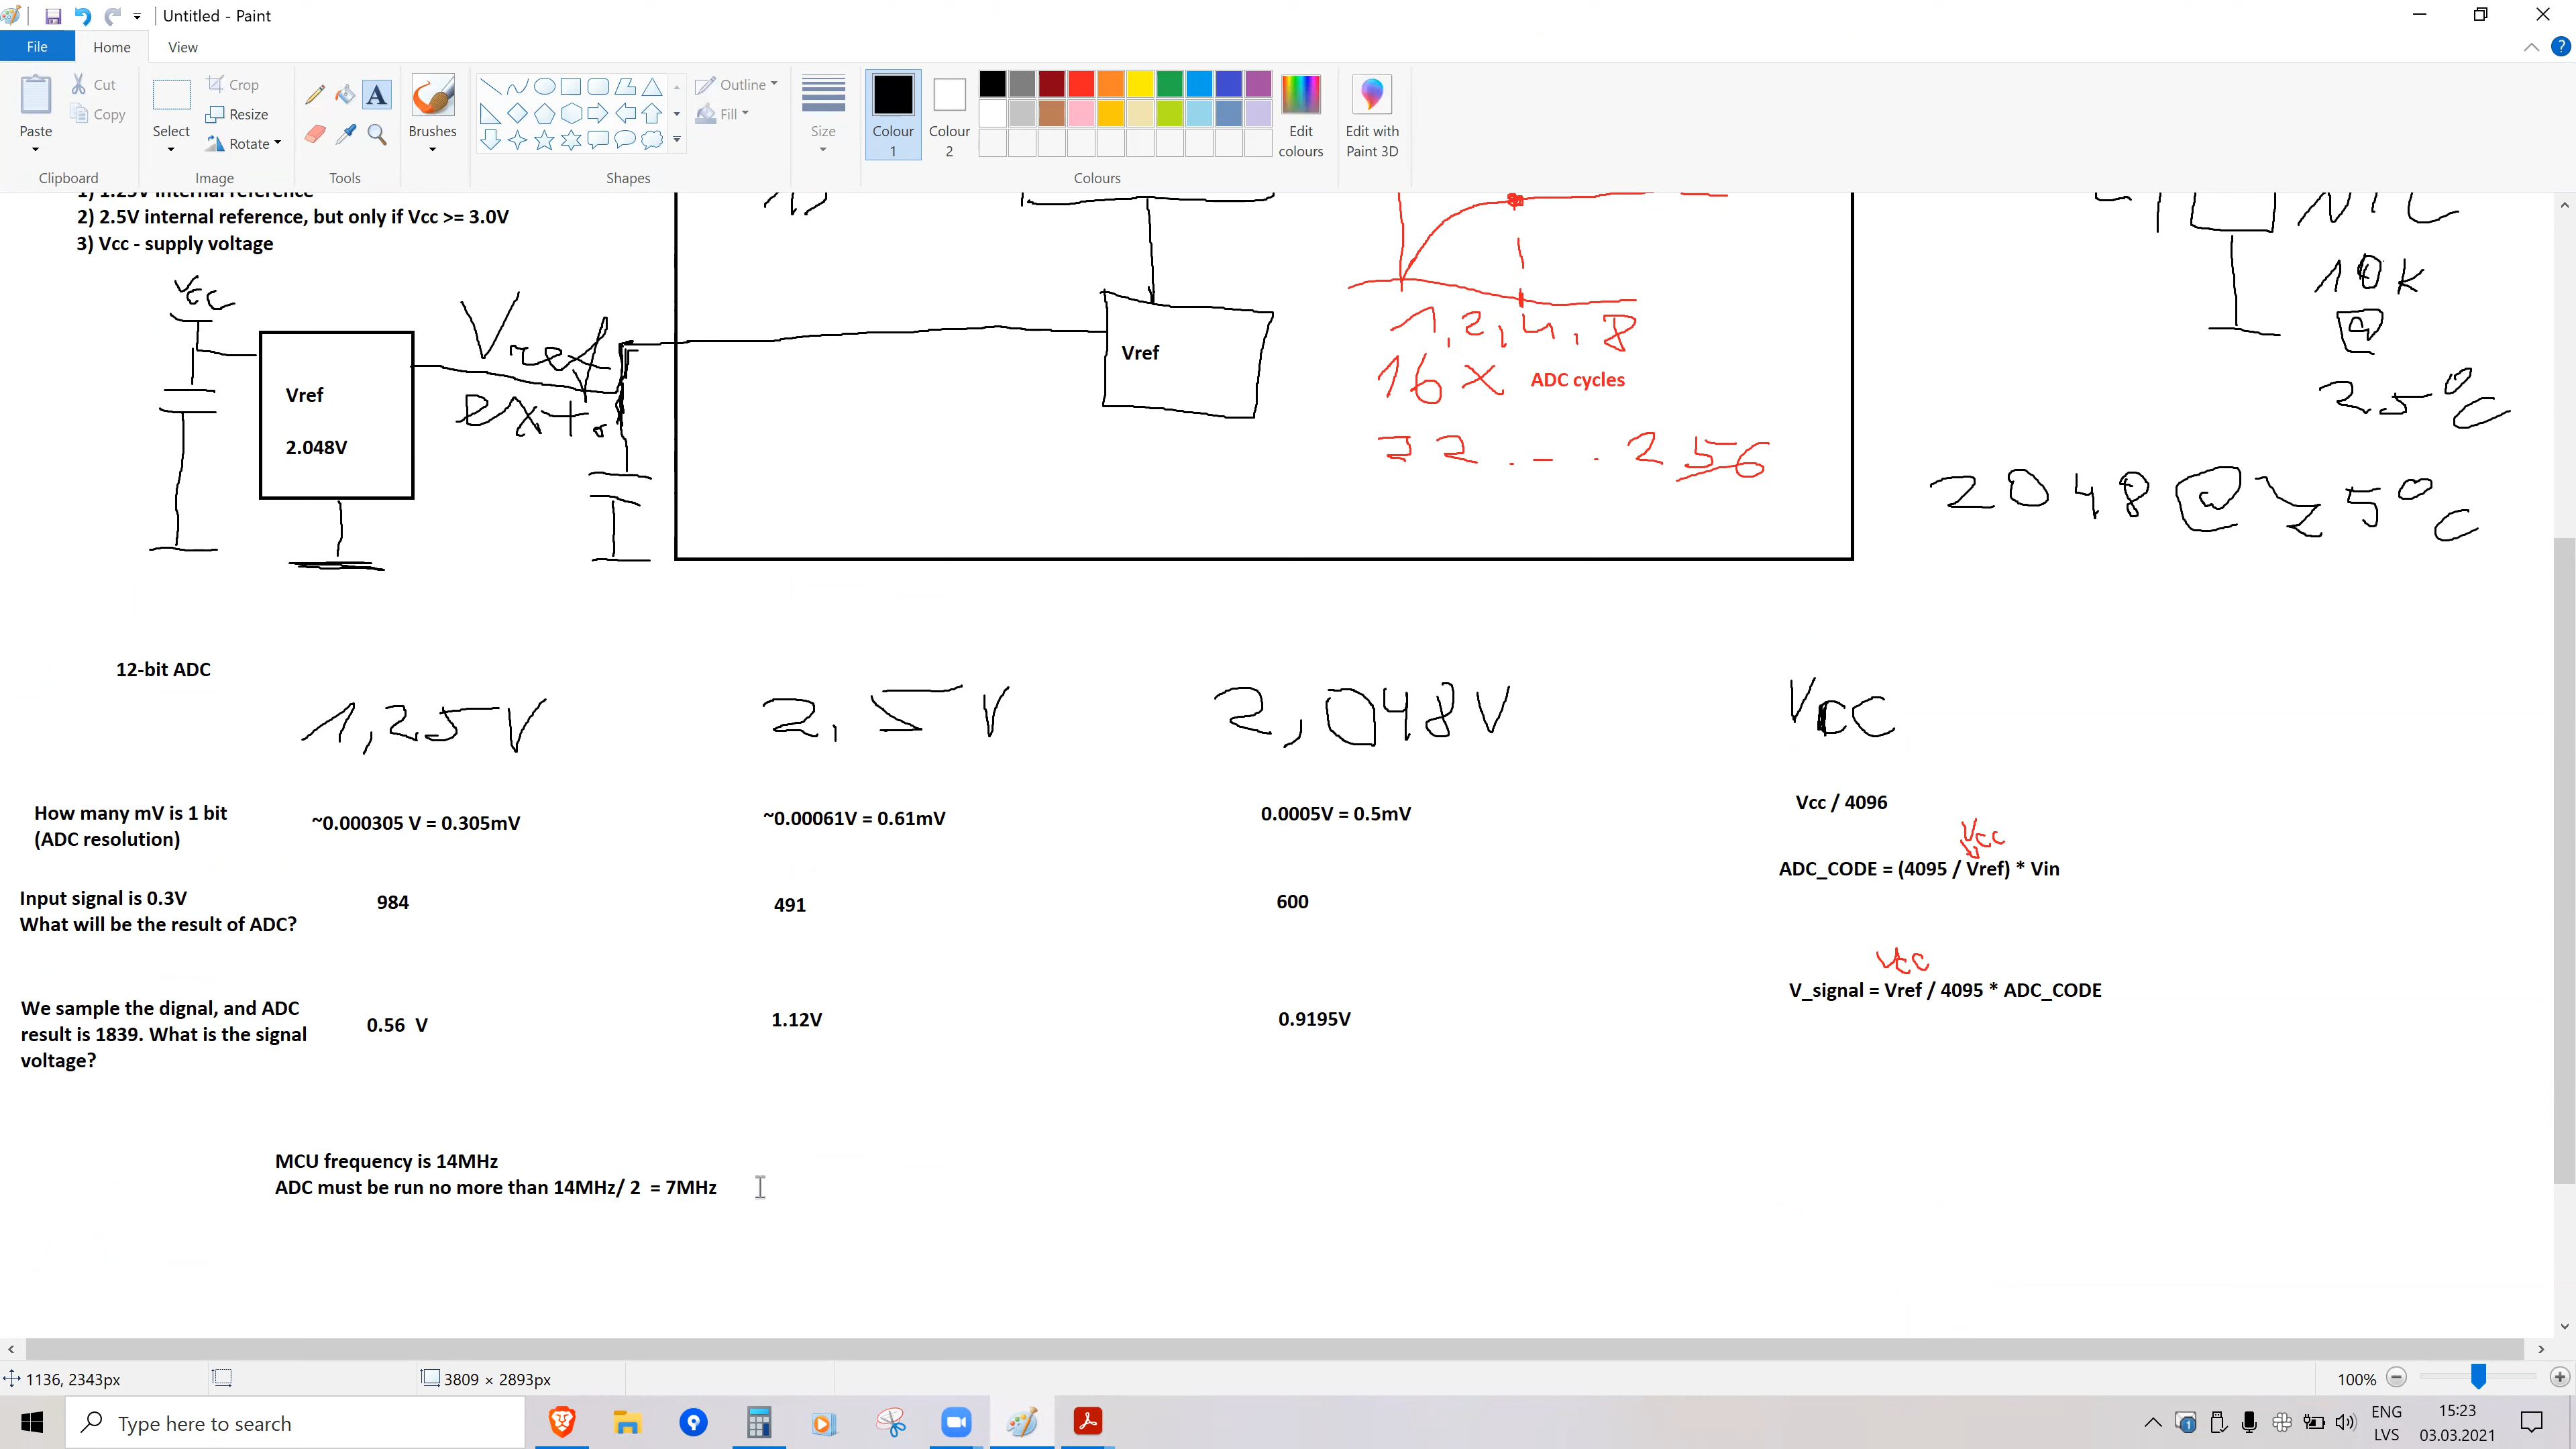 Untitled - Paint
File
Home
View
Paste
Cut
Copy
Clipboard
Select
Crop
Resize
Rotate
Image
Tools
Brushes
Shapes
Outline
Fill
Size
Colour 1
Colour 2
Edit colours
Edit with Paint 3D
Colours
1) 1.25V internal reference
2) 2.5V internal reference, but only if Vcc >= 3.0V
3) Vcc - supply voltage
Vcc
Vref
2.048V
Vref
ext.
Vref
1, 2, 4, 8
16 X ADC cycles
32 . - . 256
NTC
10k
@
25°C
2048 @ 25°C
12-bit ADC
1,25V
2,5V
2,048V
VCC
How many mV is 1 bit
(ADC resolution)
~0.000305 V = 0.305mV
~0.00061V = 0.61mV
0.0005V = 0.5mV
Vcc / 4096
Vcc
ADC_CODE = (4095 / Vref) * Vin
Input signal is 0.3V
What will be the result of ADC?
984
491
600
Vcc
V_signal = Vref / 4095 * ADC_CODE
We sample the dignal, and ADC
result is 1839. What is the signal
voltage?
0.56 V
1.12V
0.9195V
MCU frequency is 14MHz
ADC must be run no more than 14MHz/ 2 = 7MHz
1136, 2343px
3809 × 2893px
100%
Type here to search
ENG
LVS
15:23
03.03.2021